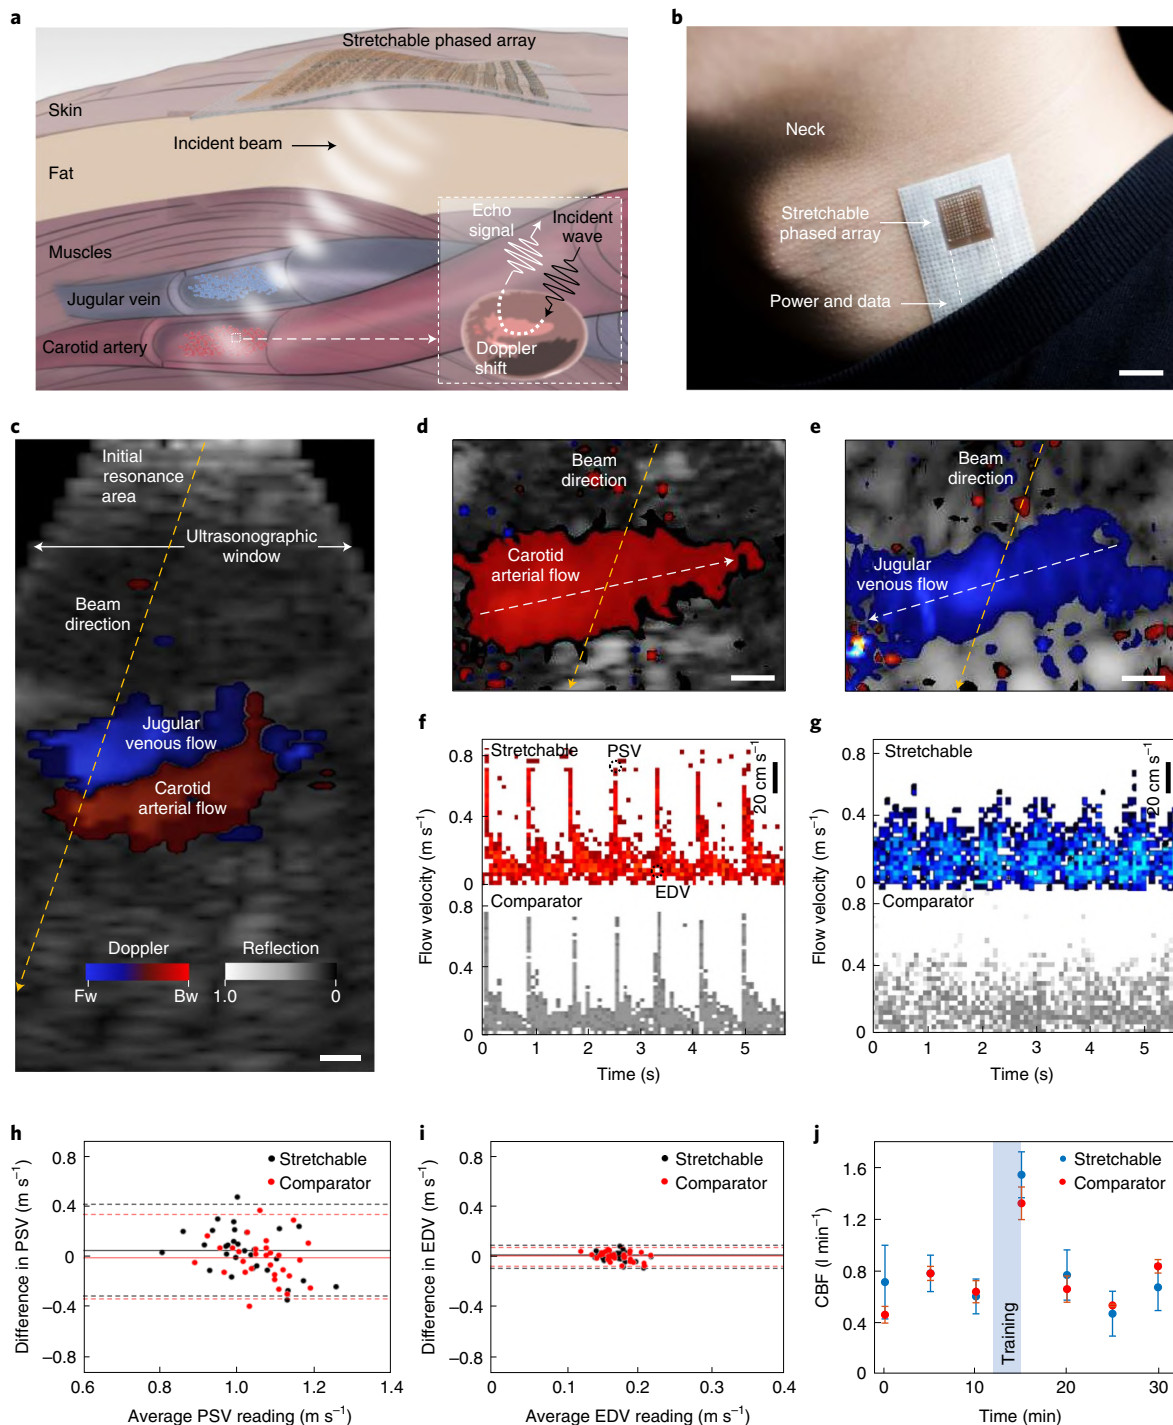 a
Stretchable phased array
Skin
Incident beam
Fat
Echo
signal
Incident
wave
Muscles
Jugular vein
Carotid artery
Doppler
shift
b
Neck
Stretchable
phased array
Power and data
c
Initial
resonance
area
Ultrasonographic
window
Beam
direction
Jugular
venous flow
Carotid
arterial flow
Doppler
Reflection
Fw
Bw
1.0
0
d
Beam
direction
Carotid
arterial flow
e
Beam
direction
Jugular
venous flow
f
Flow velocity (m s⁻¹)
0.8
0.4
0
0.8
0.4
0
Stretchable
PSV
20 cm s⁻¹
EDV
Comparator
0 1 2 3 4 5
Time (s)
g
Flow velocity (m s⁻¹)
0.8
0.4
0
0.8
0.4
0
Stretchable
20 cm s⁻¹
Comparator
0 1 2 3 4 5
Time (s)
h
Difference in PSV (m s⁻¹)
0.8
0.4
0
−0.4
−0.8
Stretchable
Comparator
0.6 0.8 1.0 1.2 1.4
Average PSV reading (m s⁻¹)
i
Difference in EDV (m s⁻¹)
0.8
0.4
0
−0.4
−0.8
Stretchable
Comparator
0 0.1 0.2 0.3 0.4
Average EDV reading (m s⁻¹)
j
CBF (l min⁻¹)
1.6
1.2
0.8
0.4
0
Stretchable
Comparator
Training
0 10 20 30
Time (min)